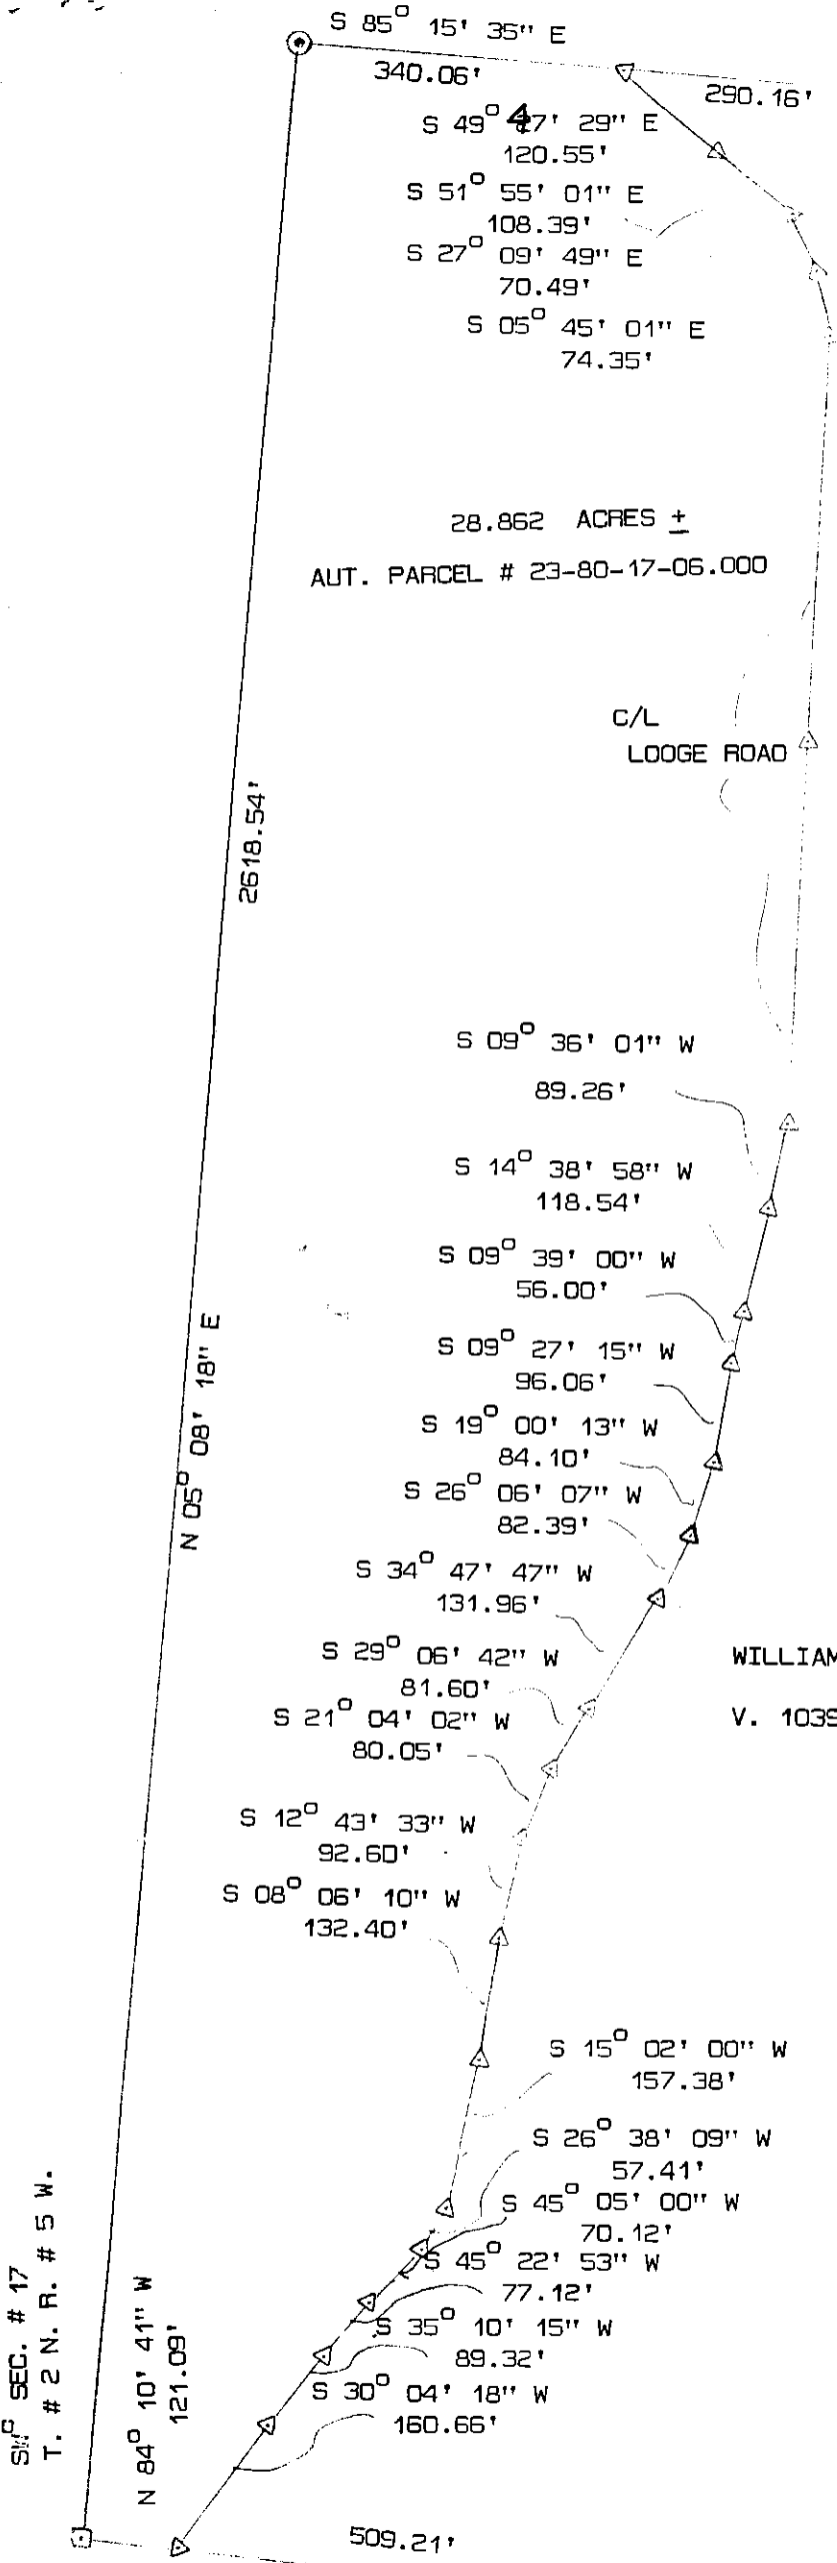 S 85° 15' 35" E
340.06'
290.16'
S 49° 47' 29" E
120.55'
S 51° 55' 01" E
108.39'
S 27° 09' 49" E
70.49'
S 05° 45' 01" E
74.35'
28.862 ACRES ±
AUT. PARCEL # 23-80-17-06.000
C/L
LODGE ROAD
2618.54'
N 05° 08' 18" E
S 09° 36' 01" W
89.26'
S 14° 38' 58" W
118.54'
S 09° 39' 00" W
56.00'
S 09° 27' 15" W
96.06'
S 19° 00' 13" W
84.10'
S 26° 06' 07" W
82.39'
S 34° 47' 47" W
131.96'
S 29° 06' 42" W
81.60'
S 21° 04' 02" W
80.05'
WILLIAM
V. 1039
S 12° 43' 33" W
92.60'
S 08° 06' 10" W
132.40'
S 15° 02' 00" W
157.38'
S 26° 38' 09" W
57.41'
S 45° 05' 00" W
70.12'
S 45° 22' 53" W
77.12'
S 35° 10' 15" W
89.32'
S 30° 04' 18" W
160.66'
SWC SEC. # 17
T. # 2 N. R. # 5 W.
N 84° 10' 41" W
121.09'
509.21'